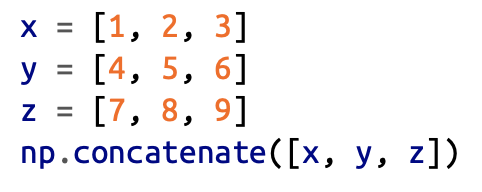 x = [1, 2, 3]
y = [4, 5, 6]
z = [7, 8, 9]
np.concatenate([x, y, z])